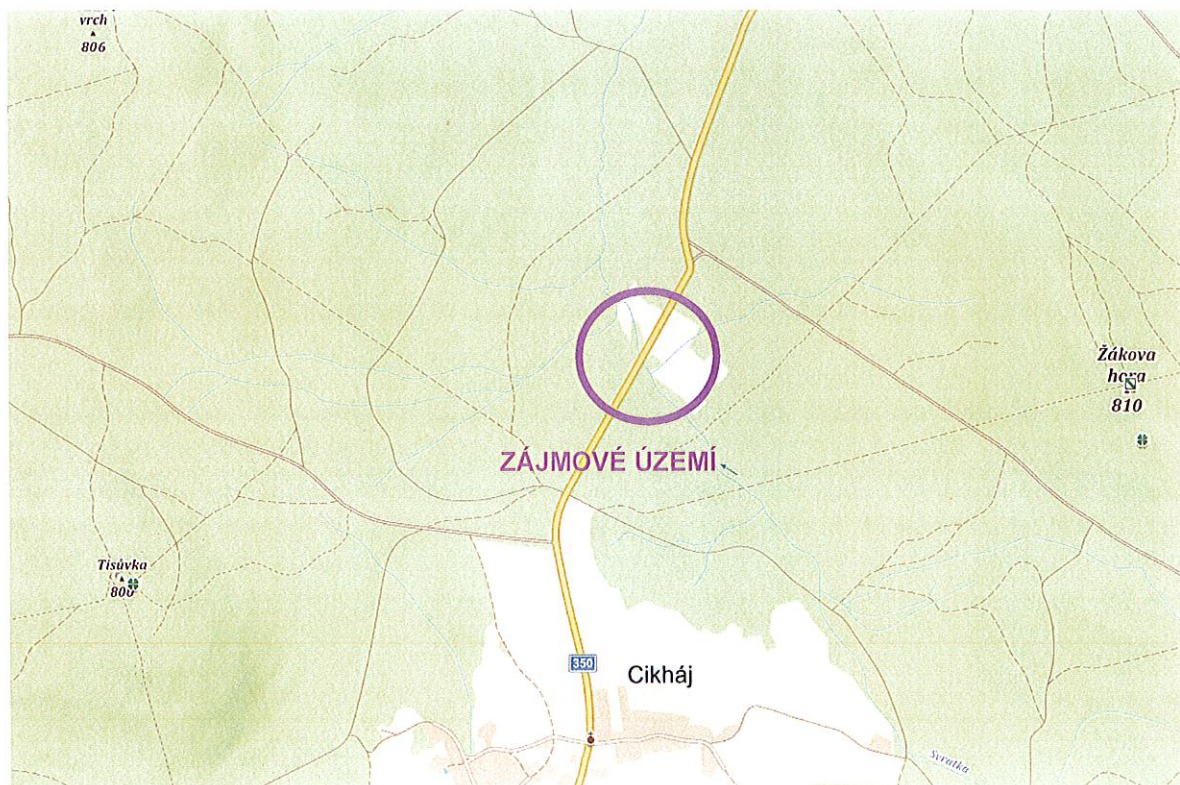 vrch
806
Žákova
hora
810
ZÁJMOVÉ ÚZEMÍ
Tisůvka
800
350
Cikháj
Svratka